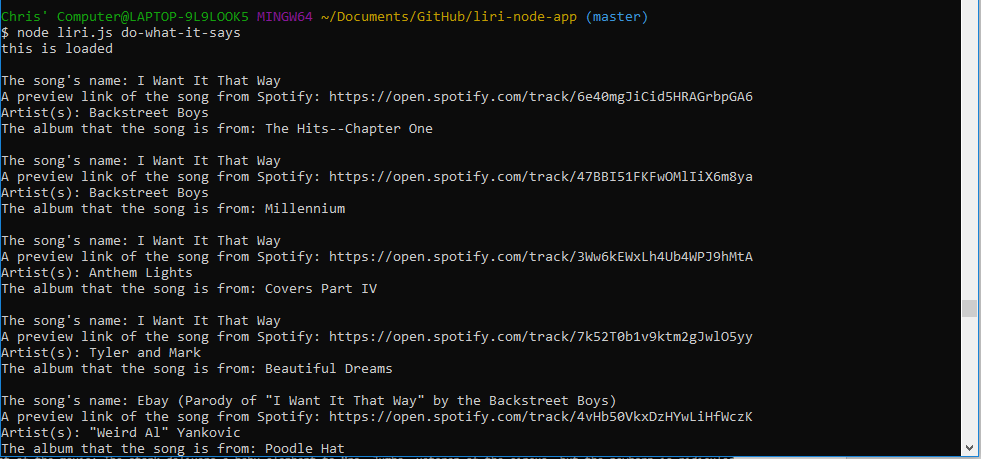 Chris' Computer@LAPTOP-9L9LOOK5 MINGW64 ~/Documents/GitHub/liri-node-app (master)
$ node liri.js do-what-it-says
this is loaded
The song's name: I Want It That Way
A preview link of the song from Spotify: https://open.spotify.com/track/6e40mgJiCid5HRAGrbpGA6
Artist(s): Backstreet Boys
The album that the song is from: The Hits--Chapter One
The song's name: I Want It That Way
A preview link of the song from Spotify: https://open.spotify.com/track/47BBI51FKFwOMlIiX6m8ya
Artist(s): Backstreet Boys
The album that the song is from: Millennium
The song's name: I Want It That Way
A preview link of the song from Spotify: https://open.spotify.com/track/3Ww6kEWxLh4Ub4WPJ9hMtA
Artist(s): Anthem Lights
The album that the song is from: Covers Part IV
The song's name: I Want It That Way
A preview link of the song from Spotify: https://open.spotify.com/track/7k52T0b1v9ktm2gJwlO5yy
Artist(s): Tyler and Mark
The album that the song is from: Beautiful Dreams
The song's name: Ebay (Parody of "I Want It That Way" by the Backstreet Boys)
A preview link of the song from Spotify: https://open.spotify.com/track/4vHb50VkxDzHYwLiHfWczK
Artist(s): "Weird Al" Yankovic
The album that the song is from: Poodle Hat